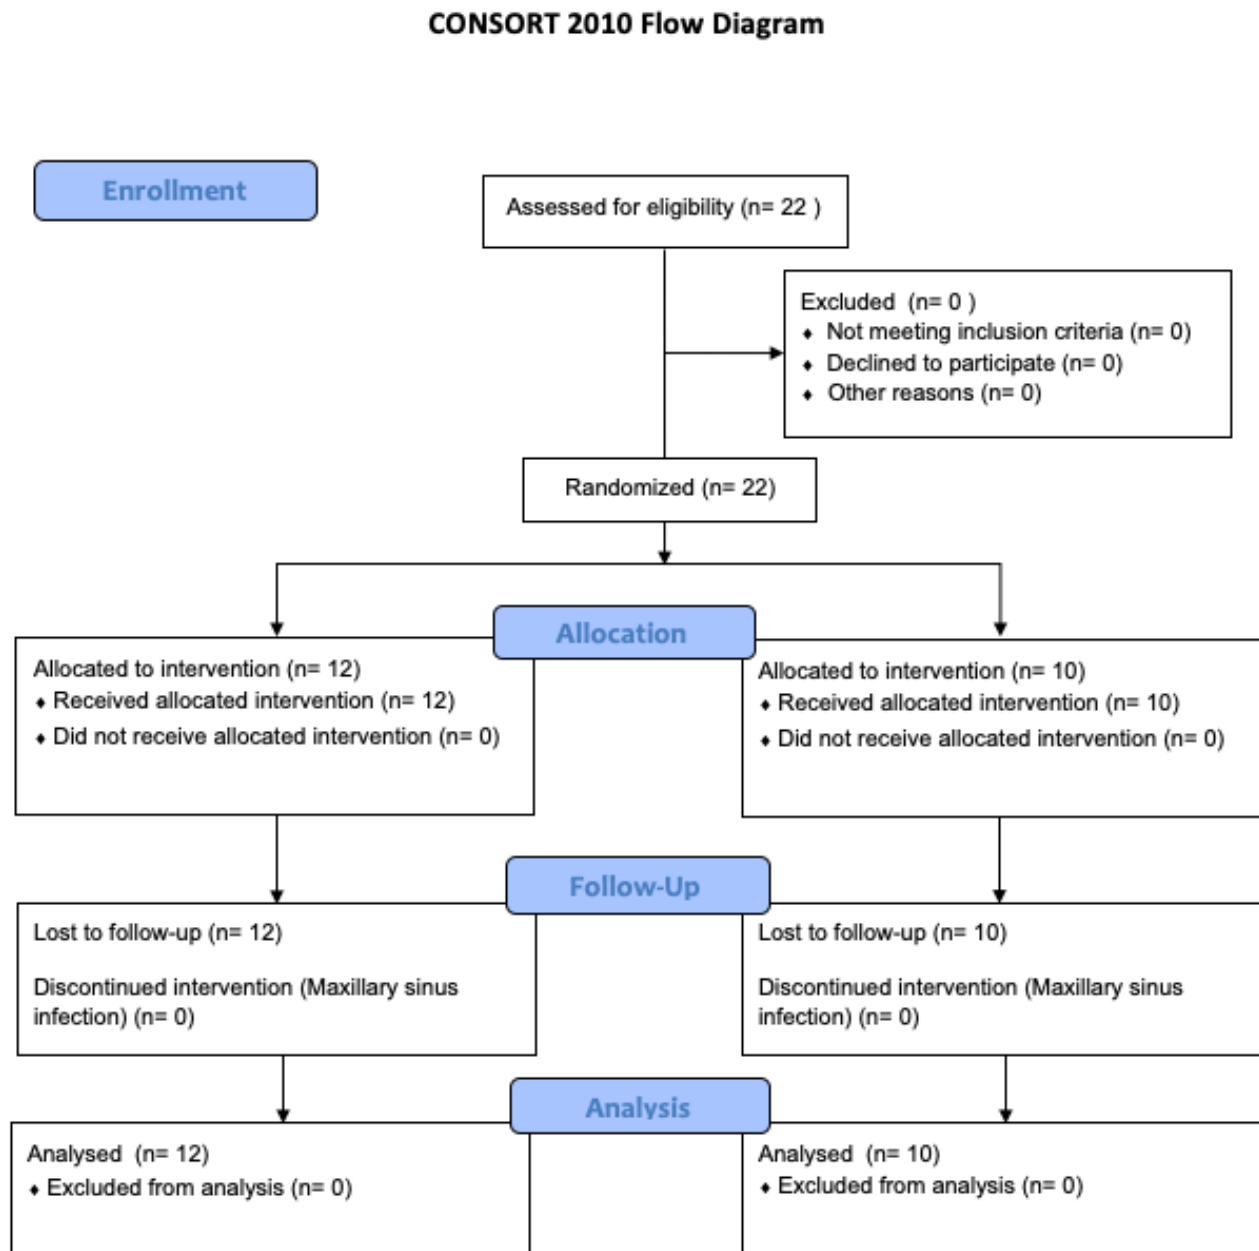 CONSORT 2010 Flow Diagram
Enrollment
Assessed for eligibility (n= 22 )
Excluded  (n= 0 )
♦ Not meeting inclusion criteria (n= 0)
♦ Declined to participate (n= 0)
♦ Other reasons (n= 0)
Randomized (n= 22)
Allocation
Allocated to intervention (n= 12)
♦ Received allocated intervention (n= 12)
♦ Did not receive allocated intervention (n= 0)
Allocated to intervention (n= 10)
♦ Received allocated intervention (n= 10)
♦ Did not receive allocated intervention (n= 0)
Follow-Up
Lost to follow-up (n= 12)
Discontinued intervention (Maxillary sinus
infection) (n= 0)
Lost to follow-up (n= 10)
Discontinued intervention (Maxillary sinus
infection) (n= 0)
Analysis
Analysed  (n= 12)
♦ Excluded from analysis (n= 0)
Analysed  (n= 10)
♦ Excluded from analysis (n= 0)